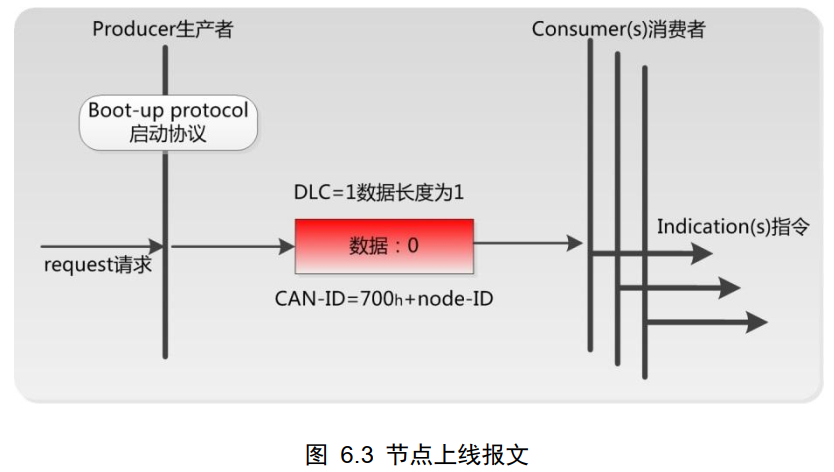 Producer生产者
Consumer(s)消费者
Boot-up protocol
启动协议
DLC=1数据长度为1
数据：0
Indication(s)指令
request请求
CAN-ID=700h+node-ID
图 6.3 节点上线报文